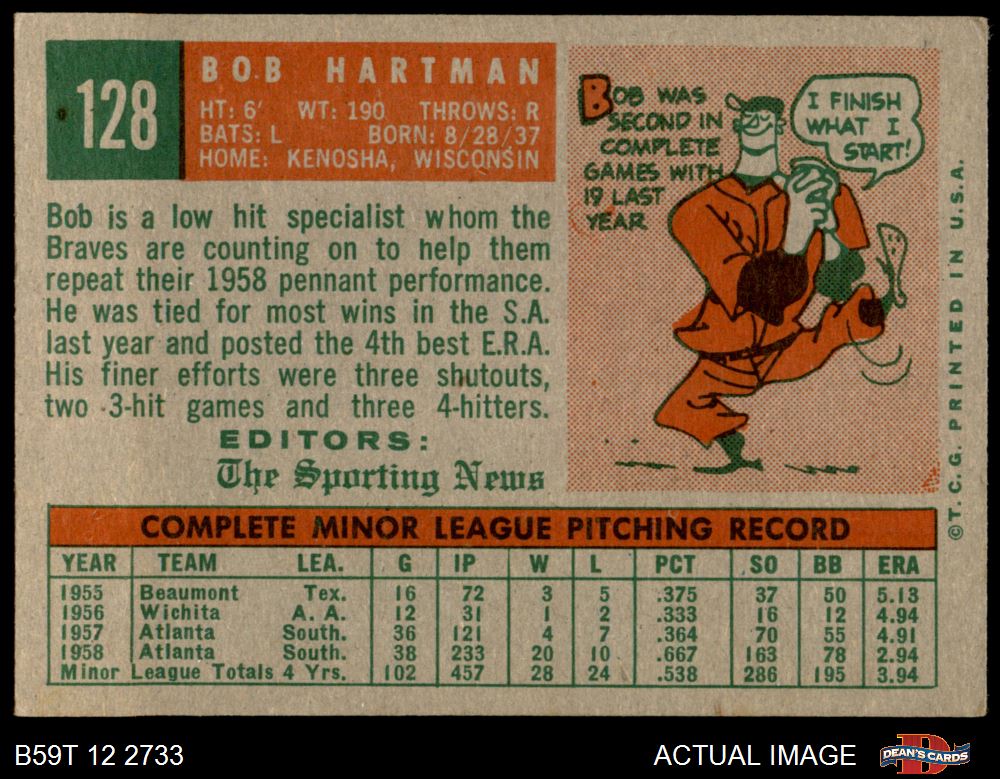 128
BOB HARTMAN
HT: 6' WT: 190 THROWS: R
BATS: L BORN: 8/28/37
HOME: KENOSHA, WISCONSIN
Bob is a low hit specialist whom the
Braves are counting on to help them
repeat their 1958 pennant performance.
He was tied for most wins in the S.A.
last year and posted the 4th best E.R.A.
His finer efforts were three shutouts,
two 3-hit games and three 4-hitters.
EDITORS:
The Sporting News
BOB WAS
SECOND IN
COMPLETE
GAMES WITH
19 LAST
YEAR
I FINISH
WHAT I
START!
©T.C.G. PRINTED IN U.S.A.
COMPLETE MINOR LEAGUE PITCHING RECORD
YEAR TEAM LEA. G IP W L PCT SO BB ERA
1955 Beaumont Tex. 16 72 3 5 .375 37 50 5.13
1956 Wichita A. A. 12 31 1 2 .333 16 12 4.94
1957 Atlanta South. 36 121 4 7 .364 70 55 4.91
1958 Atlanta South. 38 233 20 10 .667 163 78 2.94
Minor League Totals 4 Yrs. 102 457 28 24 .538 286 195 3.94
B59T 12 2733
ACTUAL IMAGE
DEAN'S CARDS